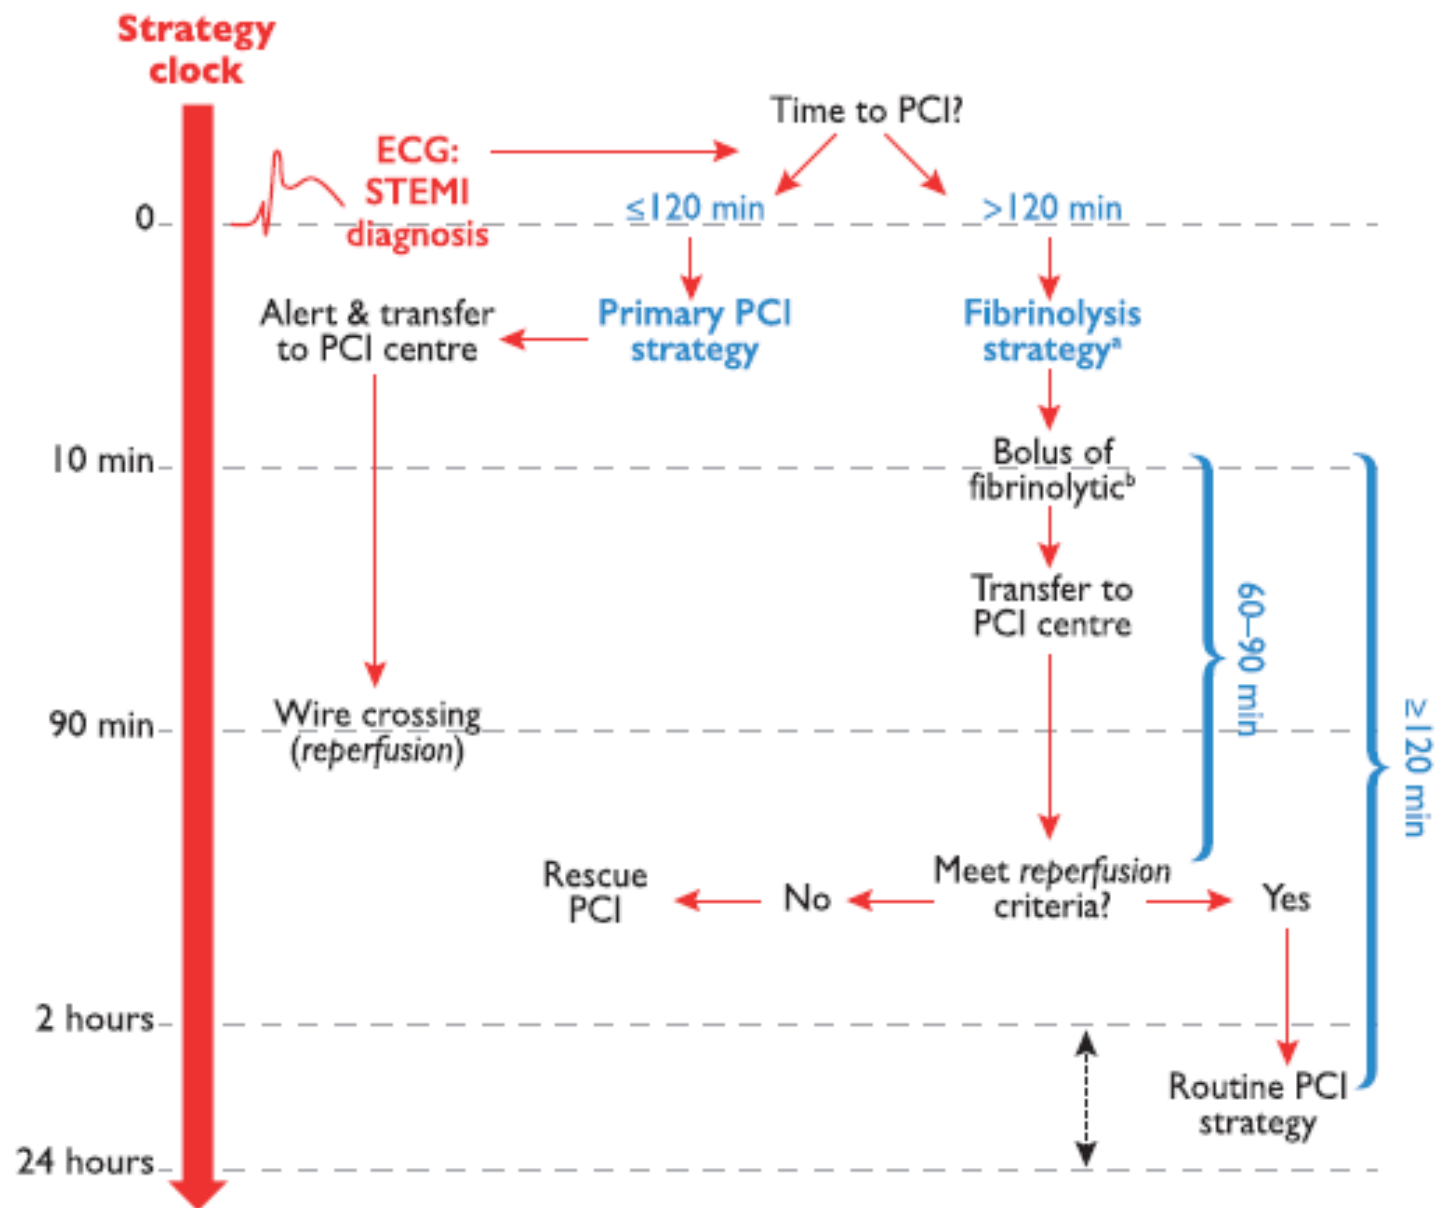 Strategy
clock
Time to PCI?
ECG:
STEMI
diagnosis
≤120 min
>120 min
0
Alert & transfer
to PCI centre
Primary PCI
strategy
Fibrinolysis
strategyᵃ
10 min
Bolus of
fibrinolyticᵇ
Transfer to
PCI centre
60–90 min
≥120 min
90 min
Wire crossing
(reperfusion)
Rescue
PCI
No
Meet reperfusion
criteria?
Yes
2 hours
Routine PCI
strategy
24 hours